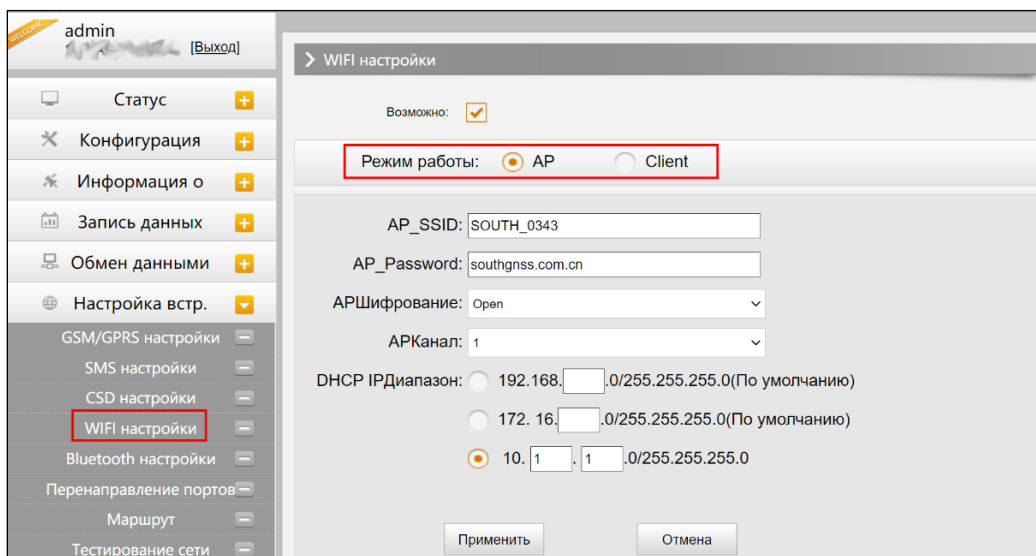 WELCOME
admin
[Выход]
Статус
Конфигурация
Информация о
Запись данных
Обмен данными
Настройка встр.
GSM/GPRS настройки
SMS настройки
CSD настройки
WIFI настройки
Bluetooth настройки
Перенаправление портов
Маршрут
Тестирование сети
WIFI настройки
Возможно:
Режим работы: AP Client
AP_SSID: SOUTH_0343
AP_Password: southgnss.com.cn
APШифрование: Open
APКанал: 1
DHCP IPДиапазон: 192.168. .0/255.255.255.0(По умолчанию)
172. 16. .0/255.255.255.0(По умолчанию)
10. 1 . 1 .0/255.255.255.0
Применить Отмена